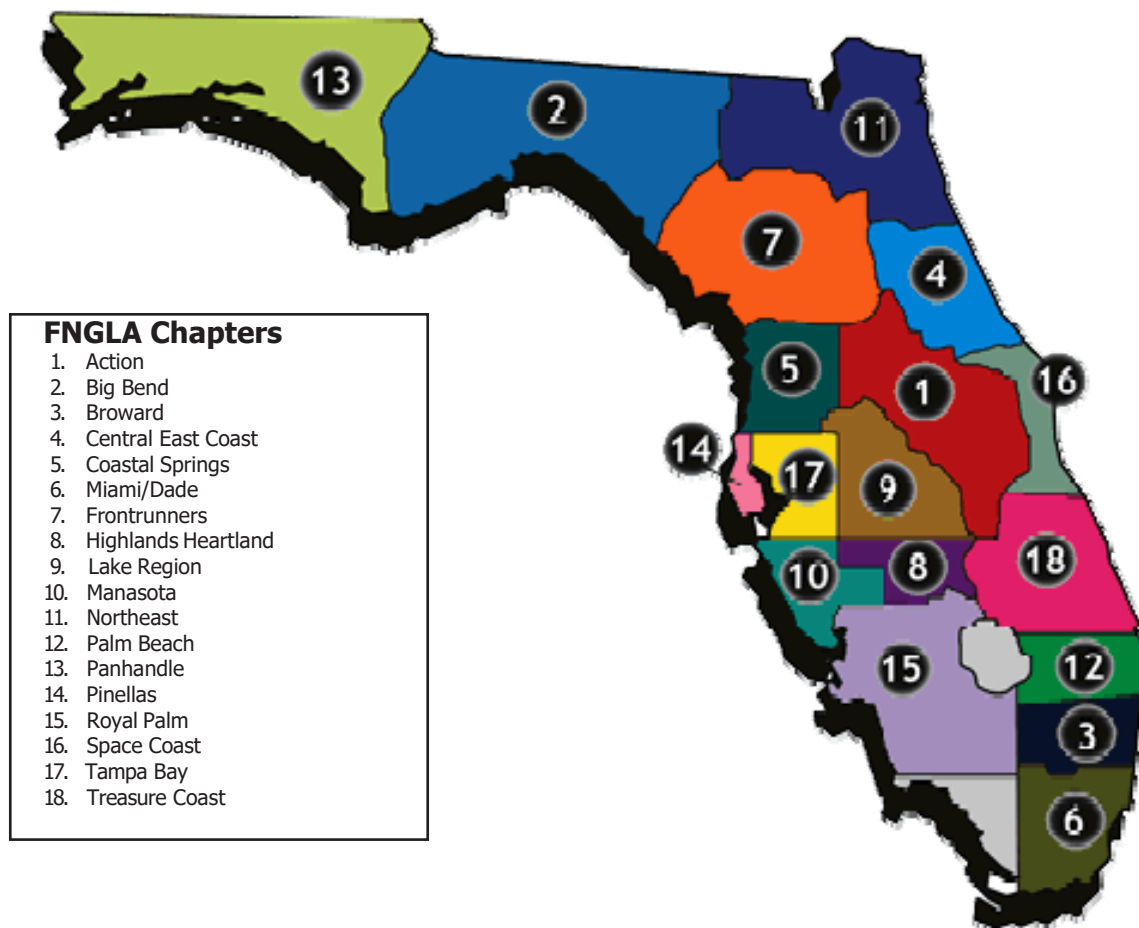 FNGLA Chapters
1. Action
2. Big Bend
3. Broward
4. Central East Coast
5. Coastal Springs
6. Miami/Dade
7. Frontrunners
8. Highlands Heartland
9. Lake Region
10. Manasota
11. Northeast
12. Palm Beach
13. Panhandle
14. Pinellas
15. Royal Palm
16. Space Coast
17. Tampa Bay
18. Treasure Coast
13
2
11
7
4
5
1
16
14
17
9
10
8
18
15
12
3
6